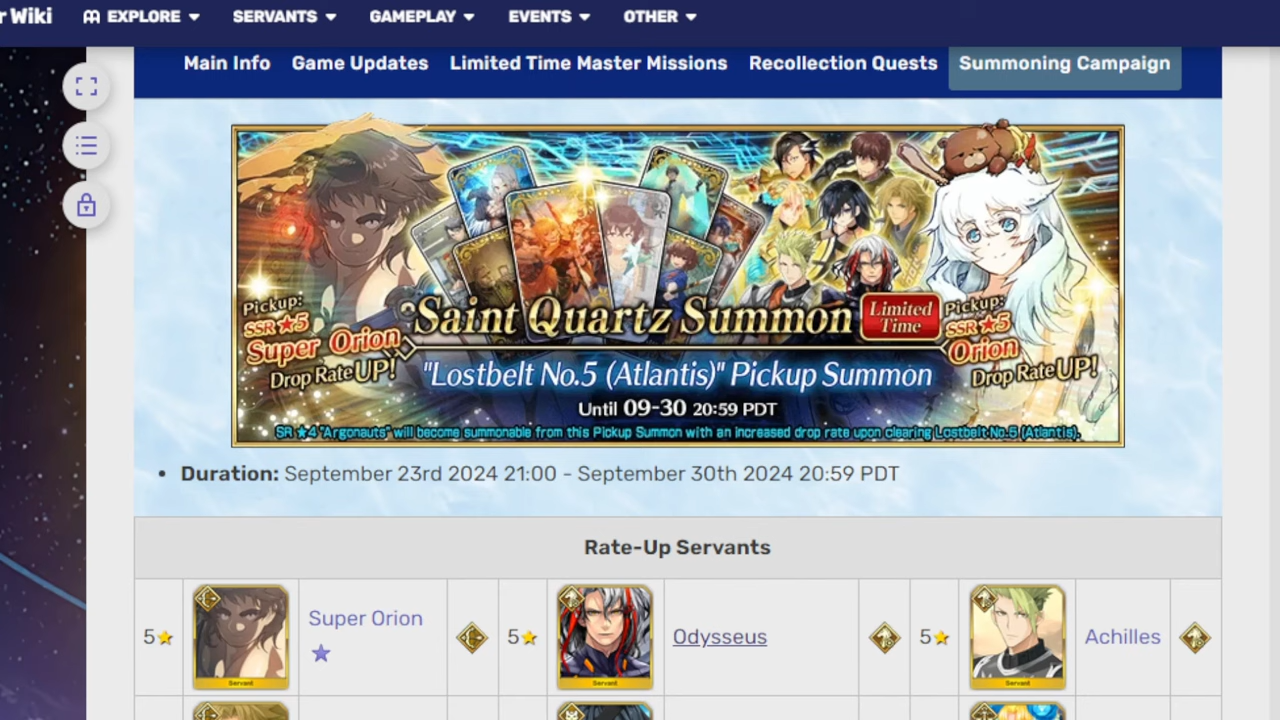 r Wiki EXPLORE SERVANTS GAMEPLAY EVENTS OTHER
Main Info Game Updates Limited Time Master Missions Recollection Quests Summoning Campaign
Pickup:
SSR ★5
Super Orion
Drop Rate UP!
Saint Quartz Summon
Limited
Time
Pickup:
SSR ★5
Orion
Drop Rate UP!
"Lostbelt No.5 (Atlantis)" Pickup Summon
Until 09-30 20:59 PDT
SR ★4 "Argonauts" will become summonable from this Pickup Summon with an increased drop rate upon clearing Lostbelt No.5 (Atlantis).
• Duration: September 23rd 2024 21:00 - September 30th 2024 20:59 PDT
Rate-Up Servants
5★ Servant Super Orion ★ 5★ Servant Odysseus 5★ Servant Achilles